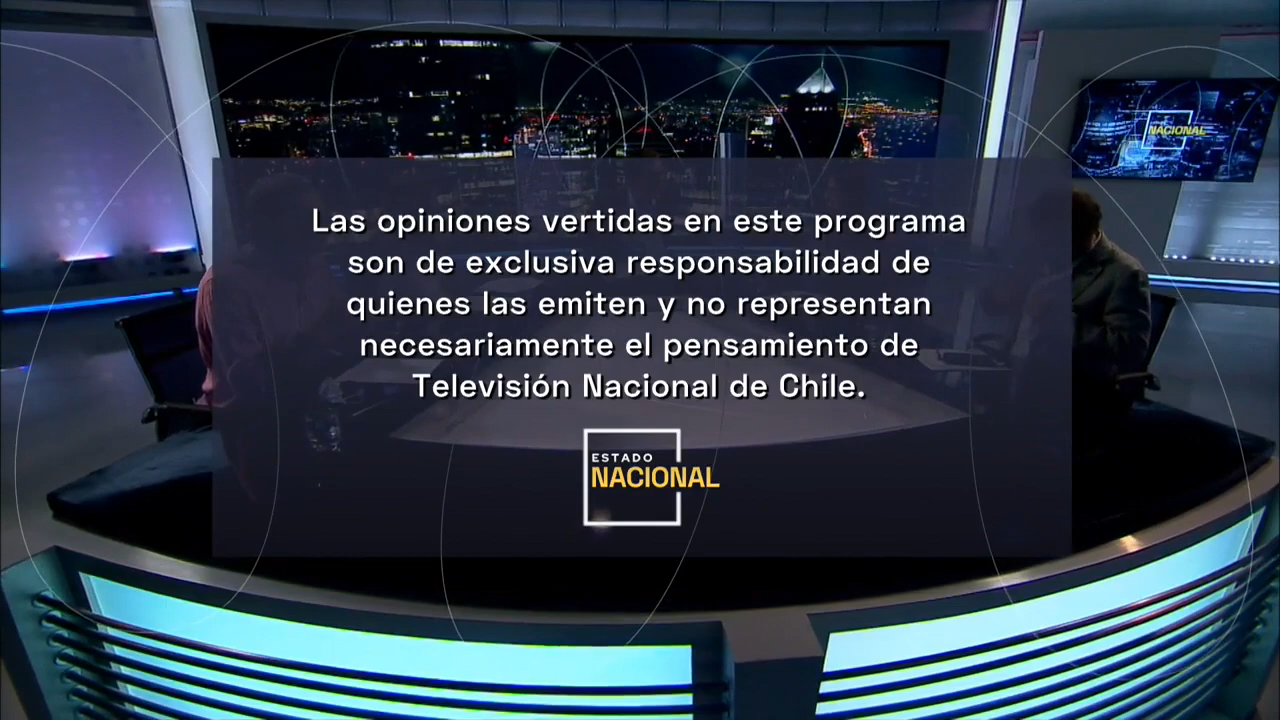 NACIONAL
Las opiniones vertidas en este programa
son de exclusiva responsabilidad de
quienes las emiten y no representan
necesariamente el pensamiento de
Televisión Nacional de Chile.
ESTADO
NACIONAL